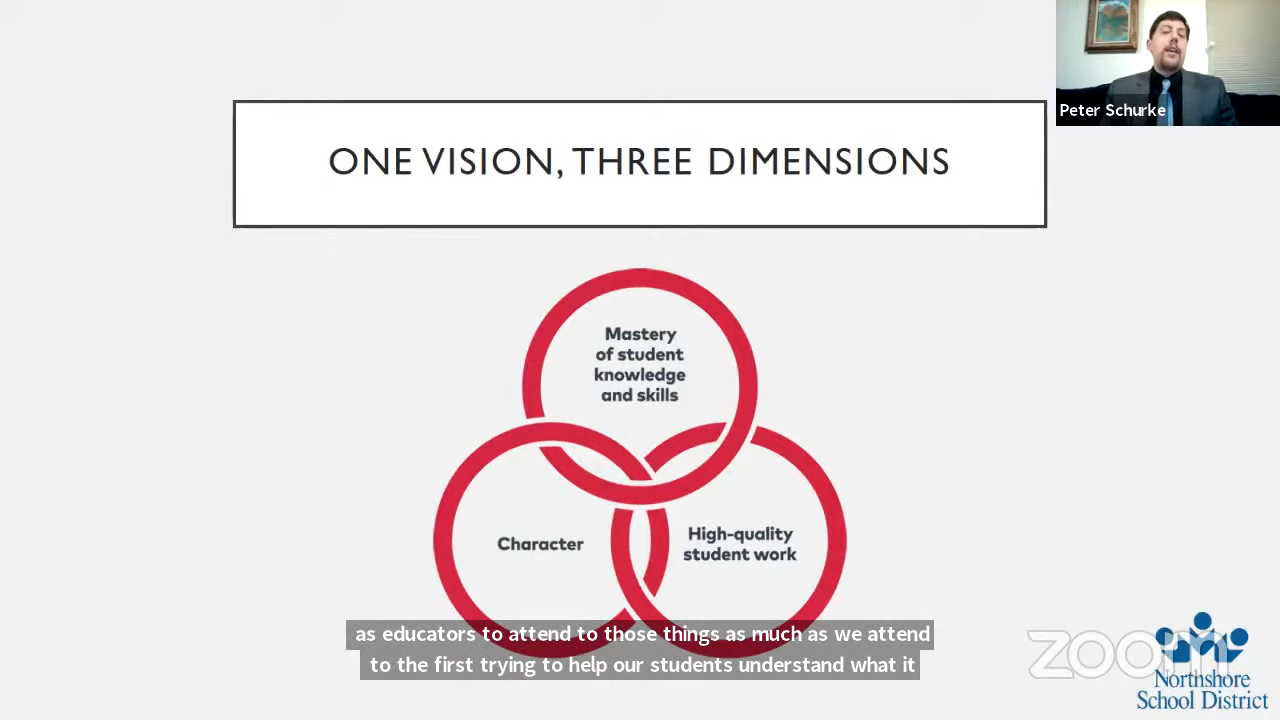 Peter Schurke
ONE VISION, THREE DIMENSIONS
Mastery
of student
knowledge
and skills
Character
High-quality
student work
as educators to attend to those things as much as we attend
to the first trying to help our students understand what it
zoom
Northshore
School District